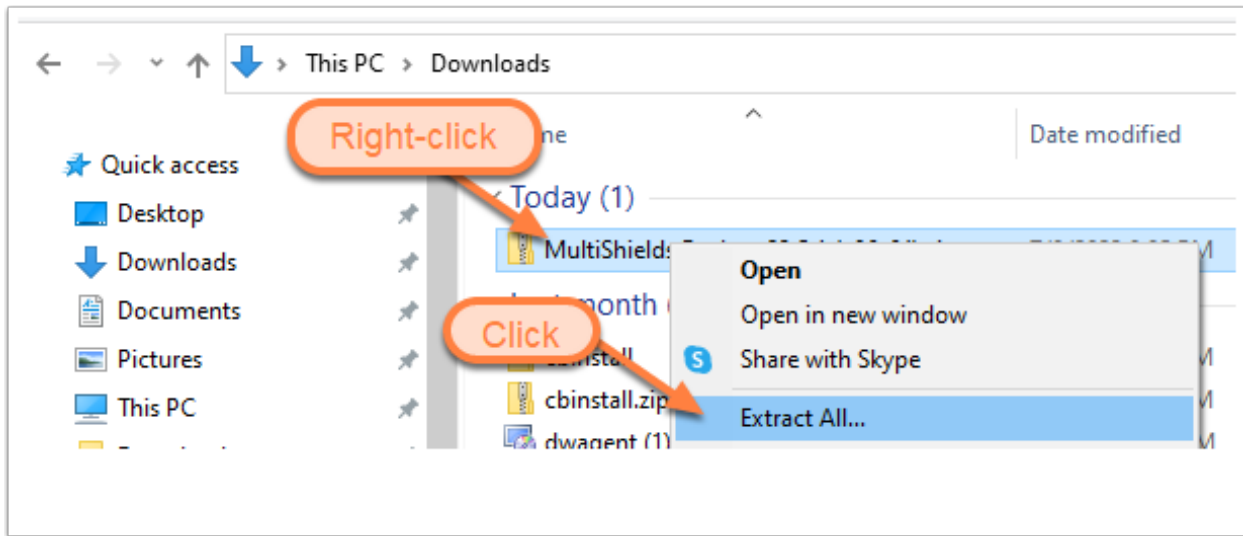 This PC > Downloads
Right-click
Date modified
Quick access
Today (1)
Desktop
MultiShields
Downloads
Open
Documents
Open in new window
Click
Pictures
Share with Skype
This PC
cbinstall.zip
Extract All...
dwagent (1)